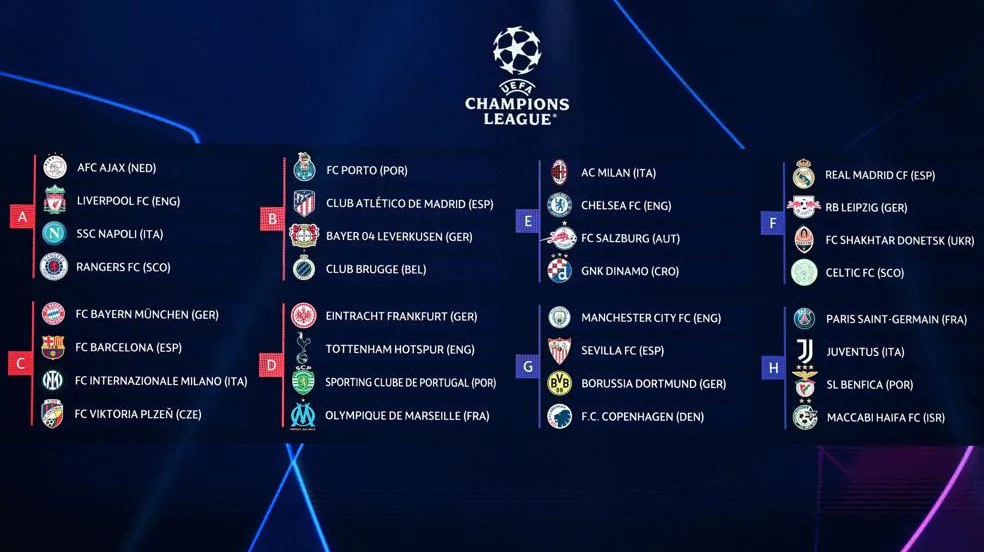 UEFA
CHAMPIONS
LEAGUE®
A
AFC AJAX (NED)
LIVERPOOL FC (ENG)
SSC NAPOLI (ITA)
RANGERS FC (SCO)
B
FC PORTO (POR)
CLUB ATLÉTICO DE MADRID (ESP)
BAYER 04 LEVERKUSEN (GER)
CLUB BRUGGE (BEL)
E
AC MILAN (ITA)
CHELSEA FC (ENG)
FC SALZBURG (AUT)
GNK DINAMO (CRO)
F
REAL MADRID CF (ESP)
RB LEIPZIG (GER)
FC SHAKHTAR DONETSK (UKR)
CELTIC FC (SCO)
C
FC BAYERN MÜNCHEN (GER)
FC BARCELONA (ESP)
FC INTERNAZIONALE MILANO (ITA)
FC VIKTORIA PLZEŇ (CZE)
D
EINTRACHT FRANKFURT (GER)
TOTTENHAM HOTSPUR (ENG)
SCP
SPORTING CLUBE DE PORTUGAL (POR)
OLYMPIQUE DE MARSEILLE (FRA)
G
MANCHESTER CITY FC (ENG)
SEVILLA FC (ESP)
BVB
09
BORUSSIA DORTMUND (GER)
F.C. COPENHAGEN (DEN)
H
PARIS SAINT-GERMAIN (FRA)
JUVENTUS (ITA)
SL BENFICA (POR)
MACCABI HAIFA FC (ISR)